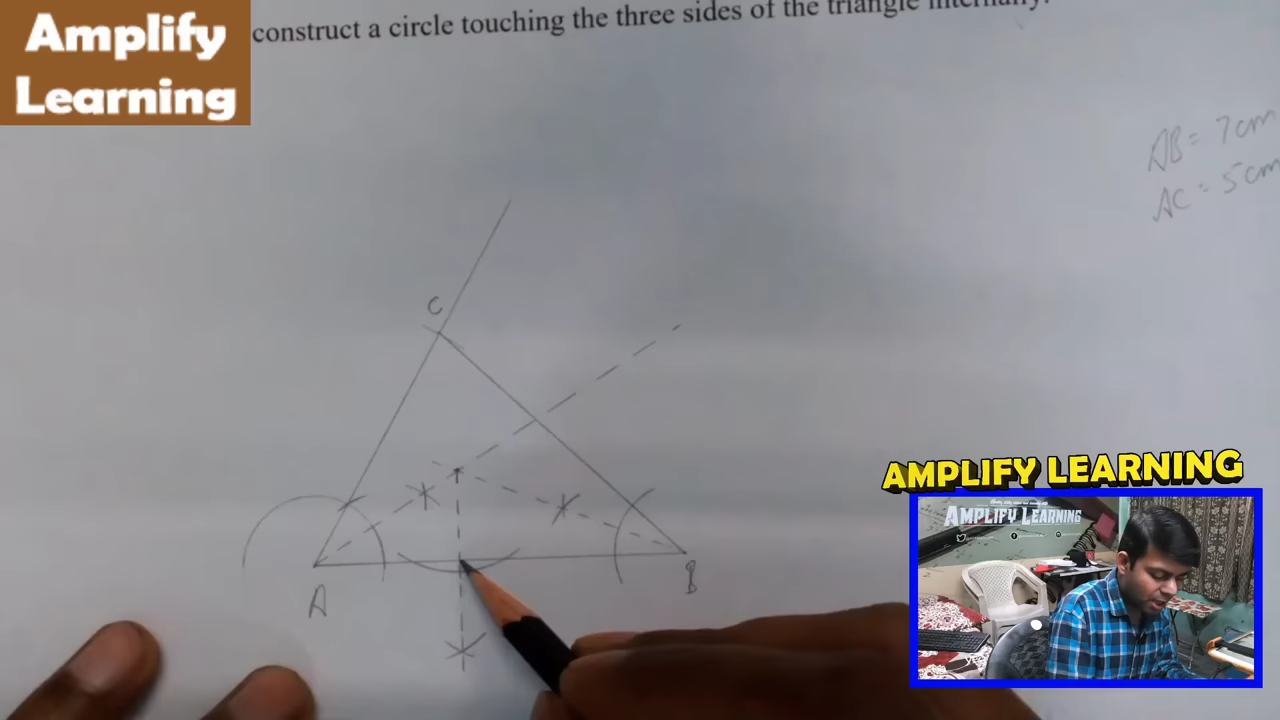 Amplify
Learning
construct a circle touching the three sides of the triangle internally.
AB = 7cm
AC = 5cm
C
A
B
AMPLIFY LEARNING
AMPLIFY LEARNING